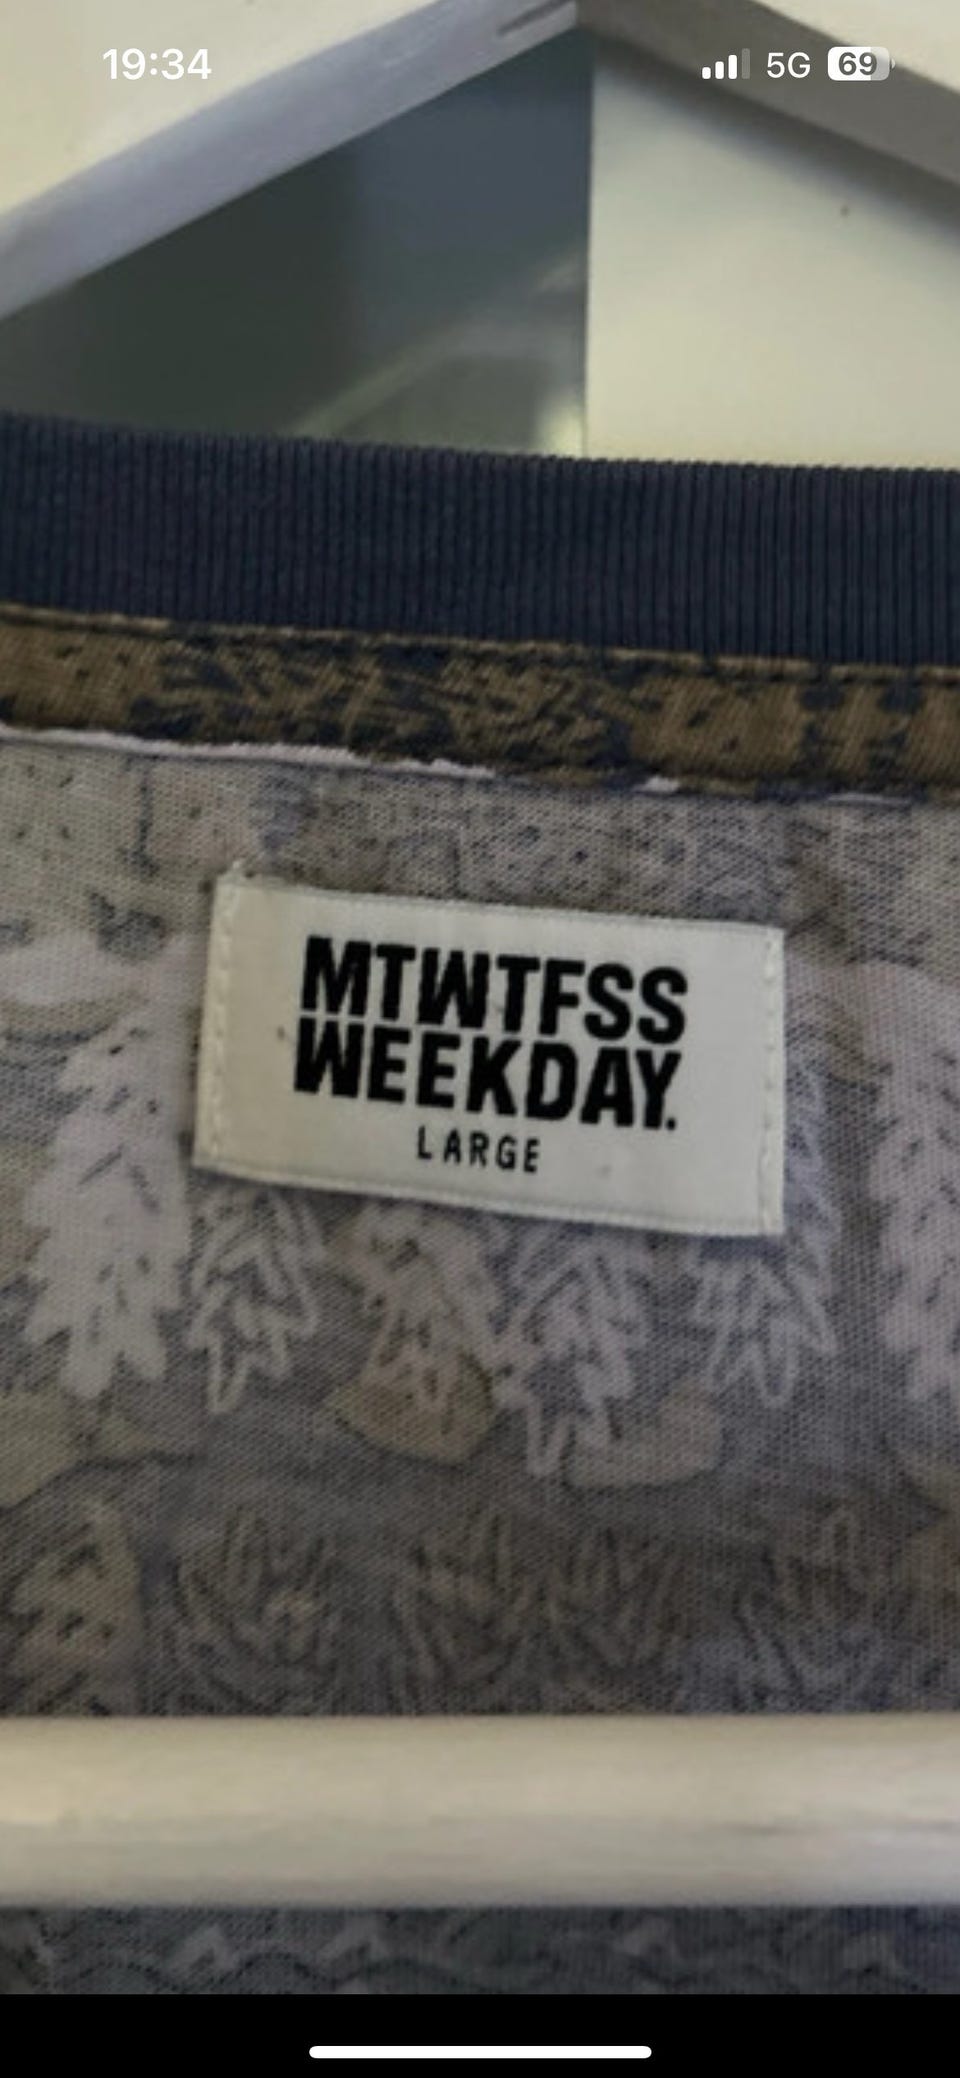 19:34 5G 69
MTWTFSS
WEEKDAY.
LARGE